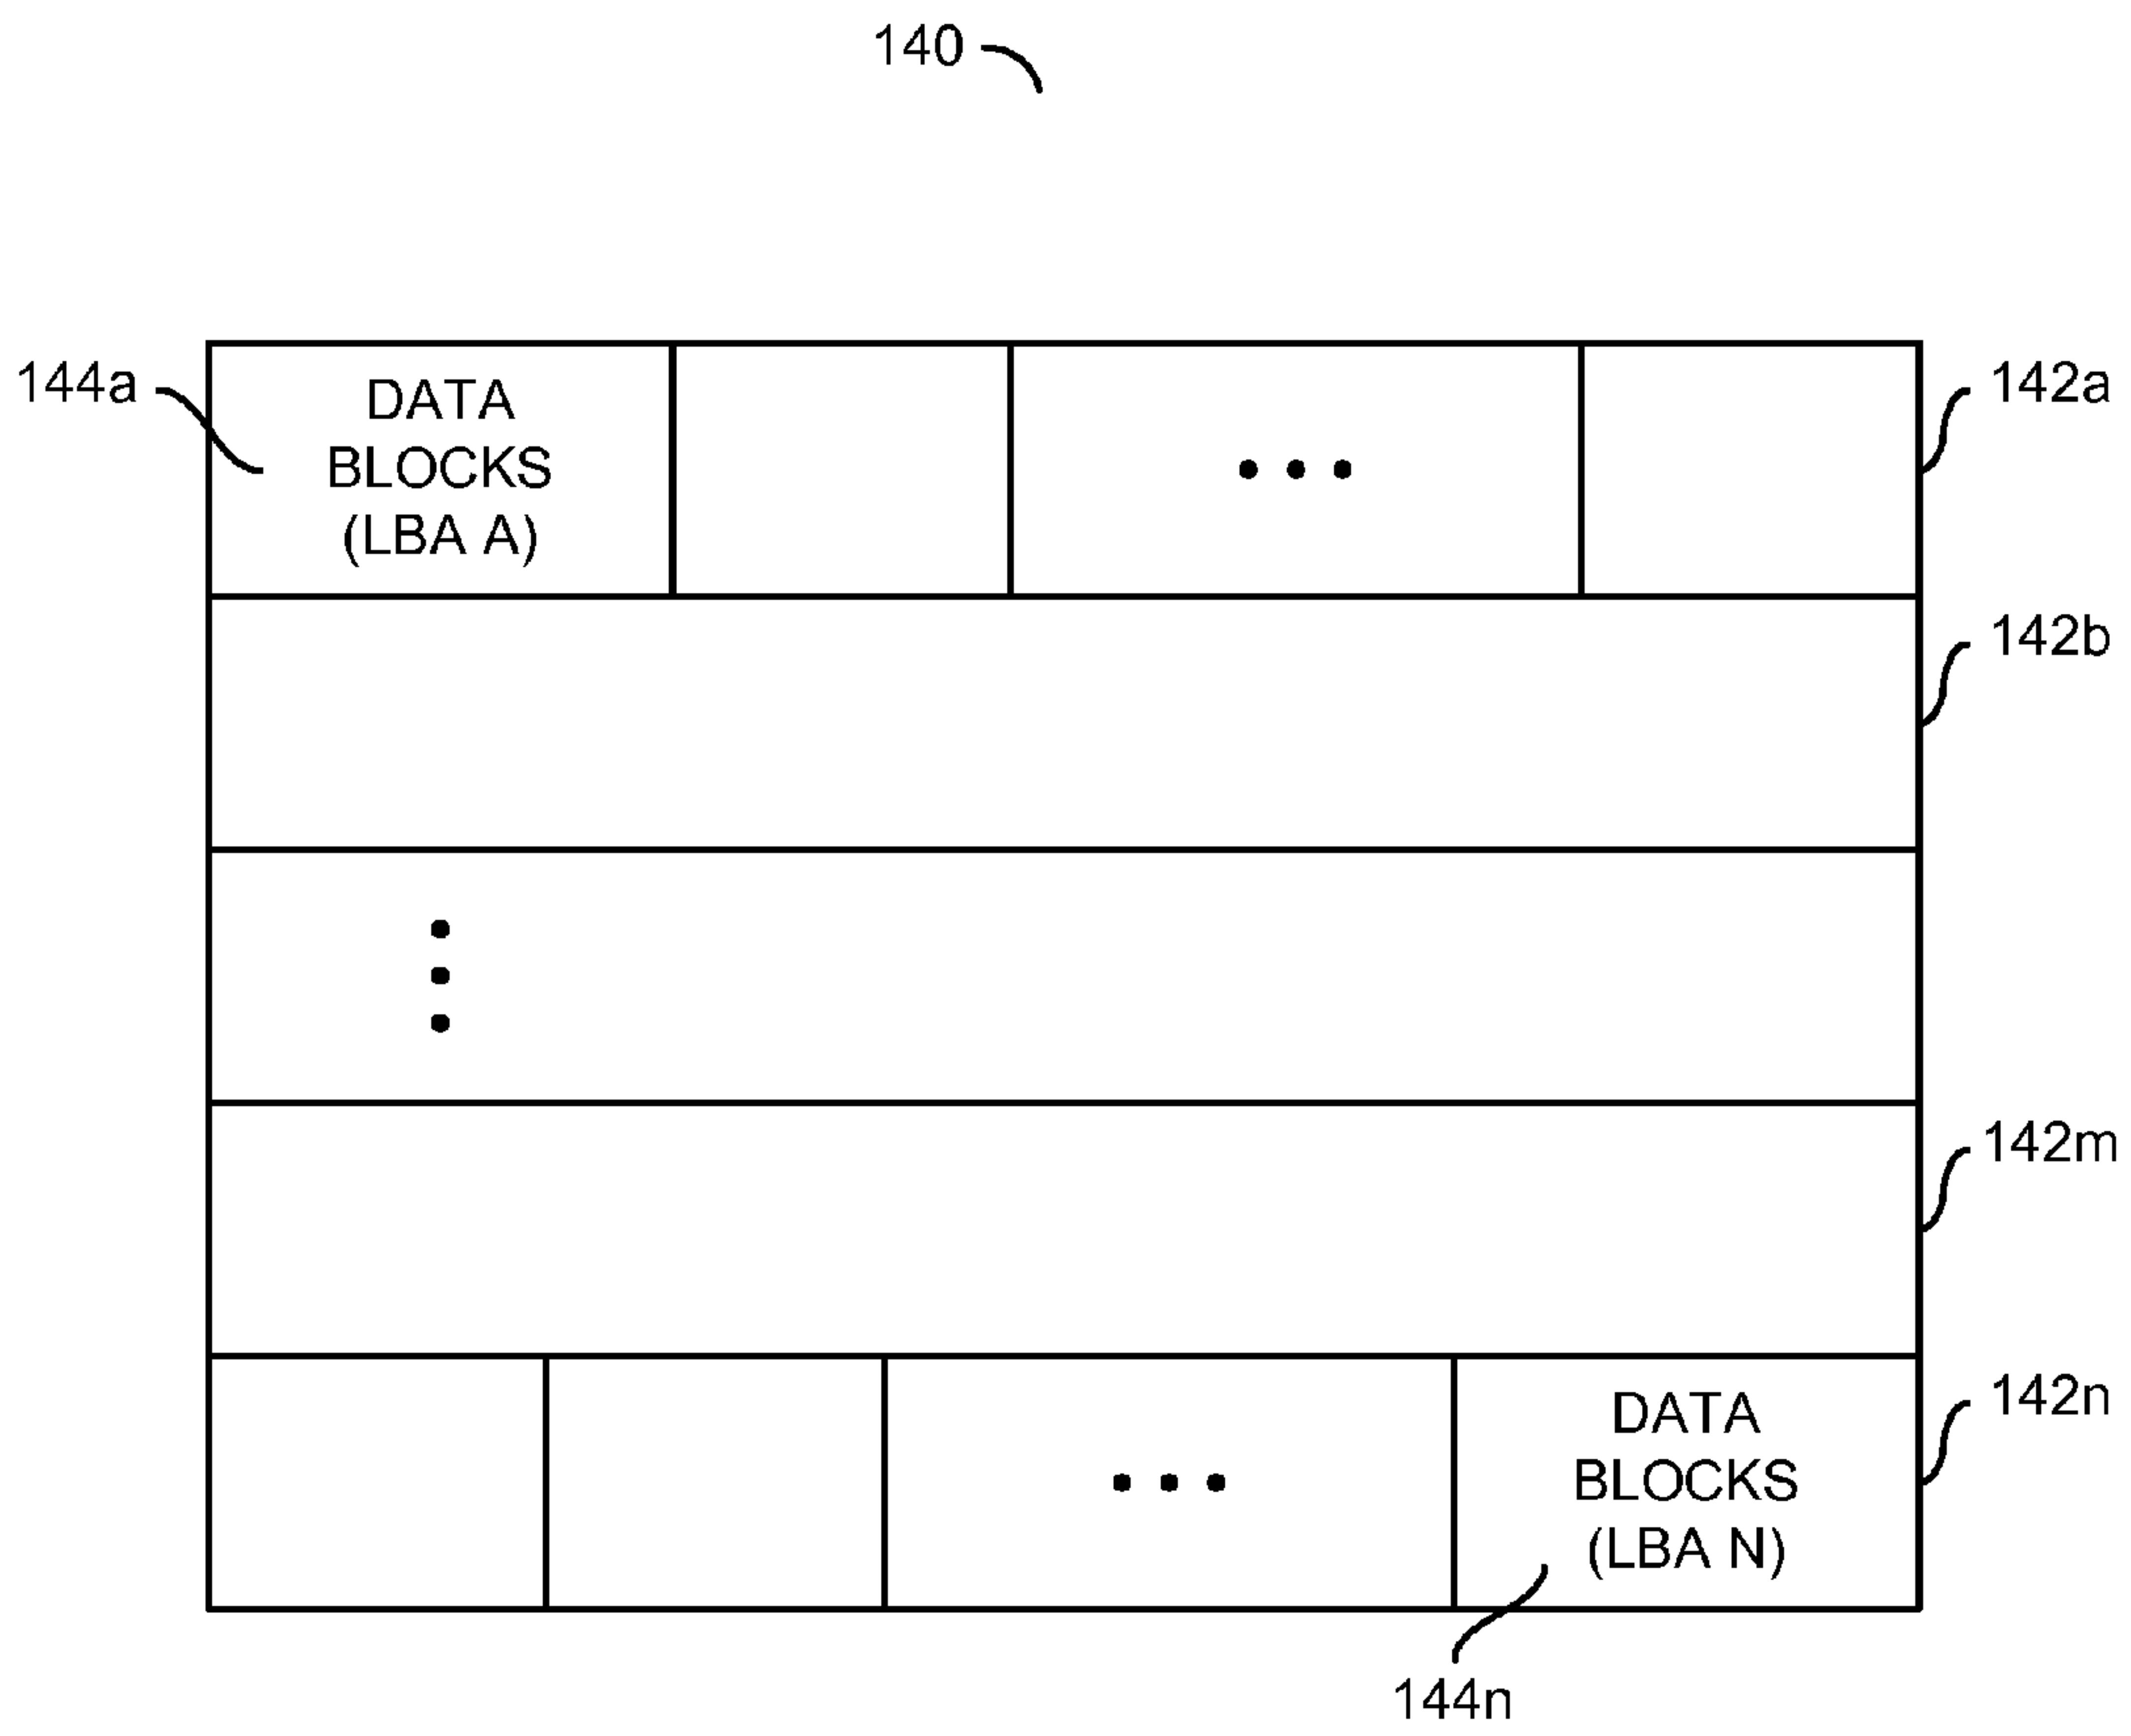 140
144a
DATA
BLOCKS
(LBA A)
142a
142b
142m
DATA
BLOCKS
(LBA N)
142n
144n